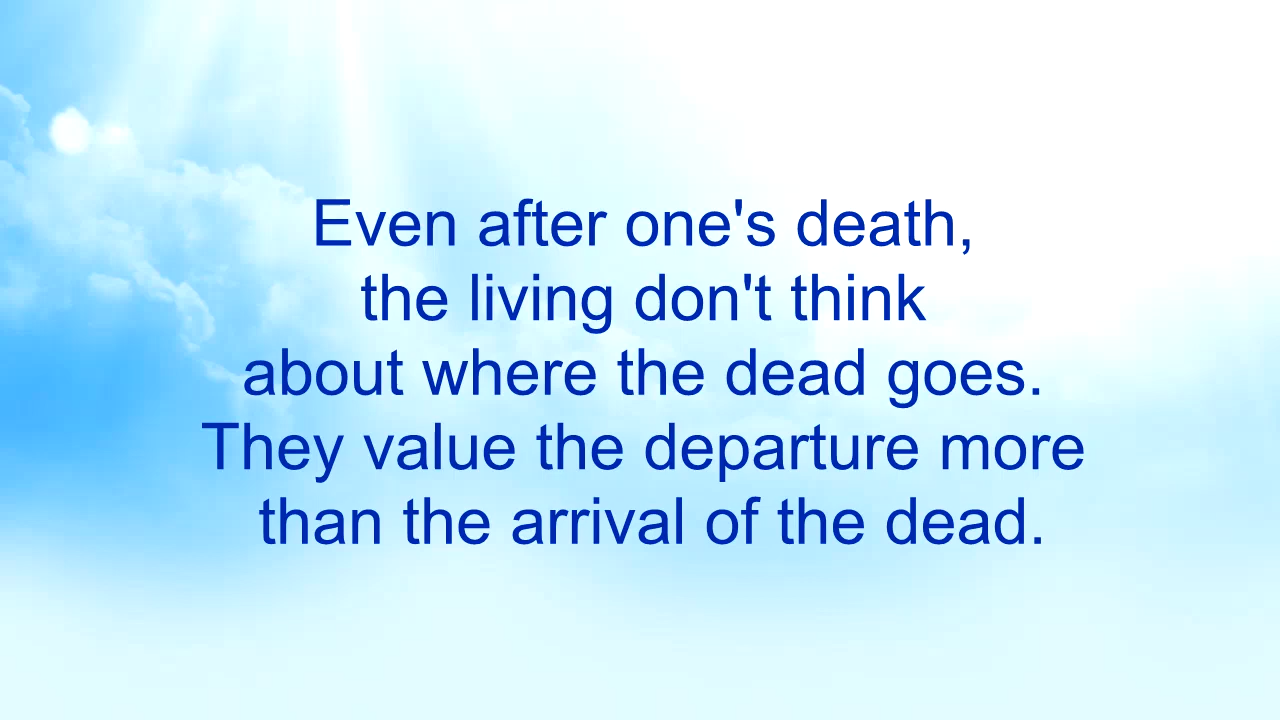 Even after one's death,
the living don't think
about where the dead goes.
They value the departure more
than the arrival of the dead.